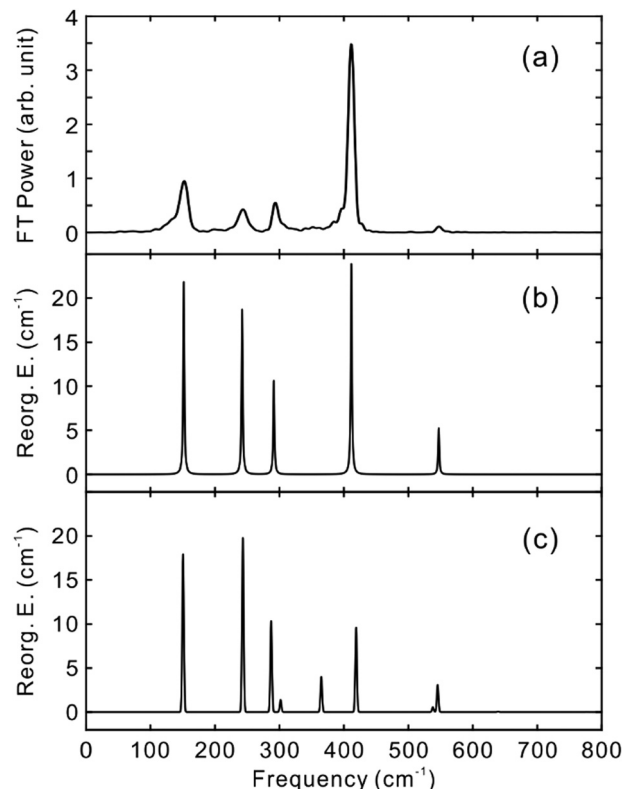 4
3
2
1
0
FT Power (arb. unit)
(a)
20
15
10
5
0
Reorg. E. (cm⁻¹)
(b)
20
15
10
5
0
Reorg. E. (cm⁻¹)
(c)
0 100 200 300 400 500 600 700 800
Frequency (cm⁻¹)